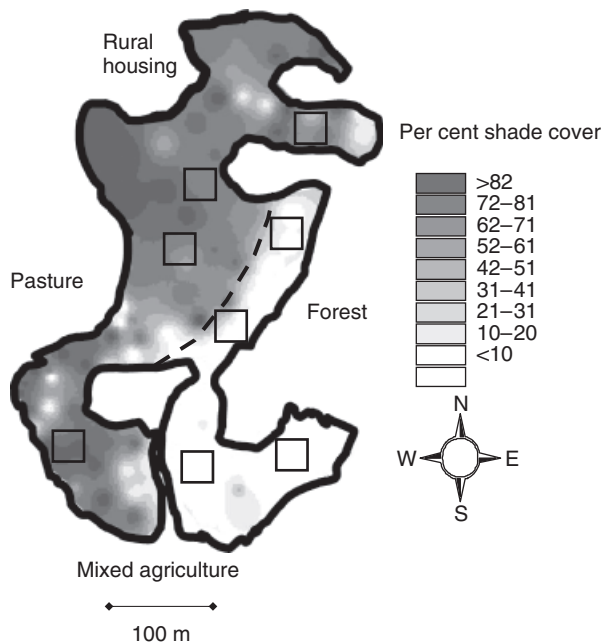 Rural
housing
Per cent shade cover
>82
72–81
62–71
52–61
42–51
31–41
21–31
10–20
<10
Pasture
Forest
N
W
E
S
Mixed agriculture
100 m